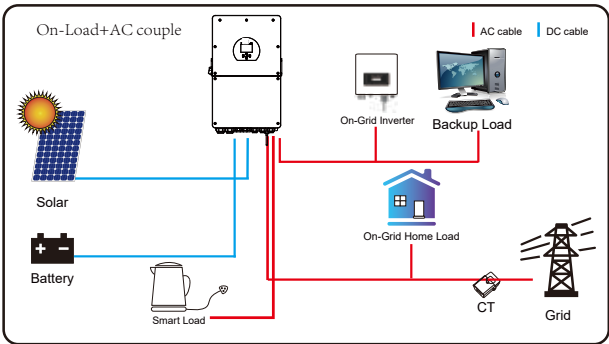 On-Load+AC couple
AC cable
DC cable
On-Grid Inverter
Backup Load
Solar
On-Grid Home Load
Battery
Smart Load
CT
Grid